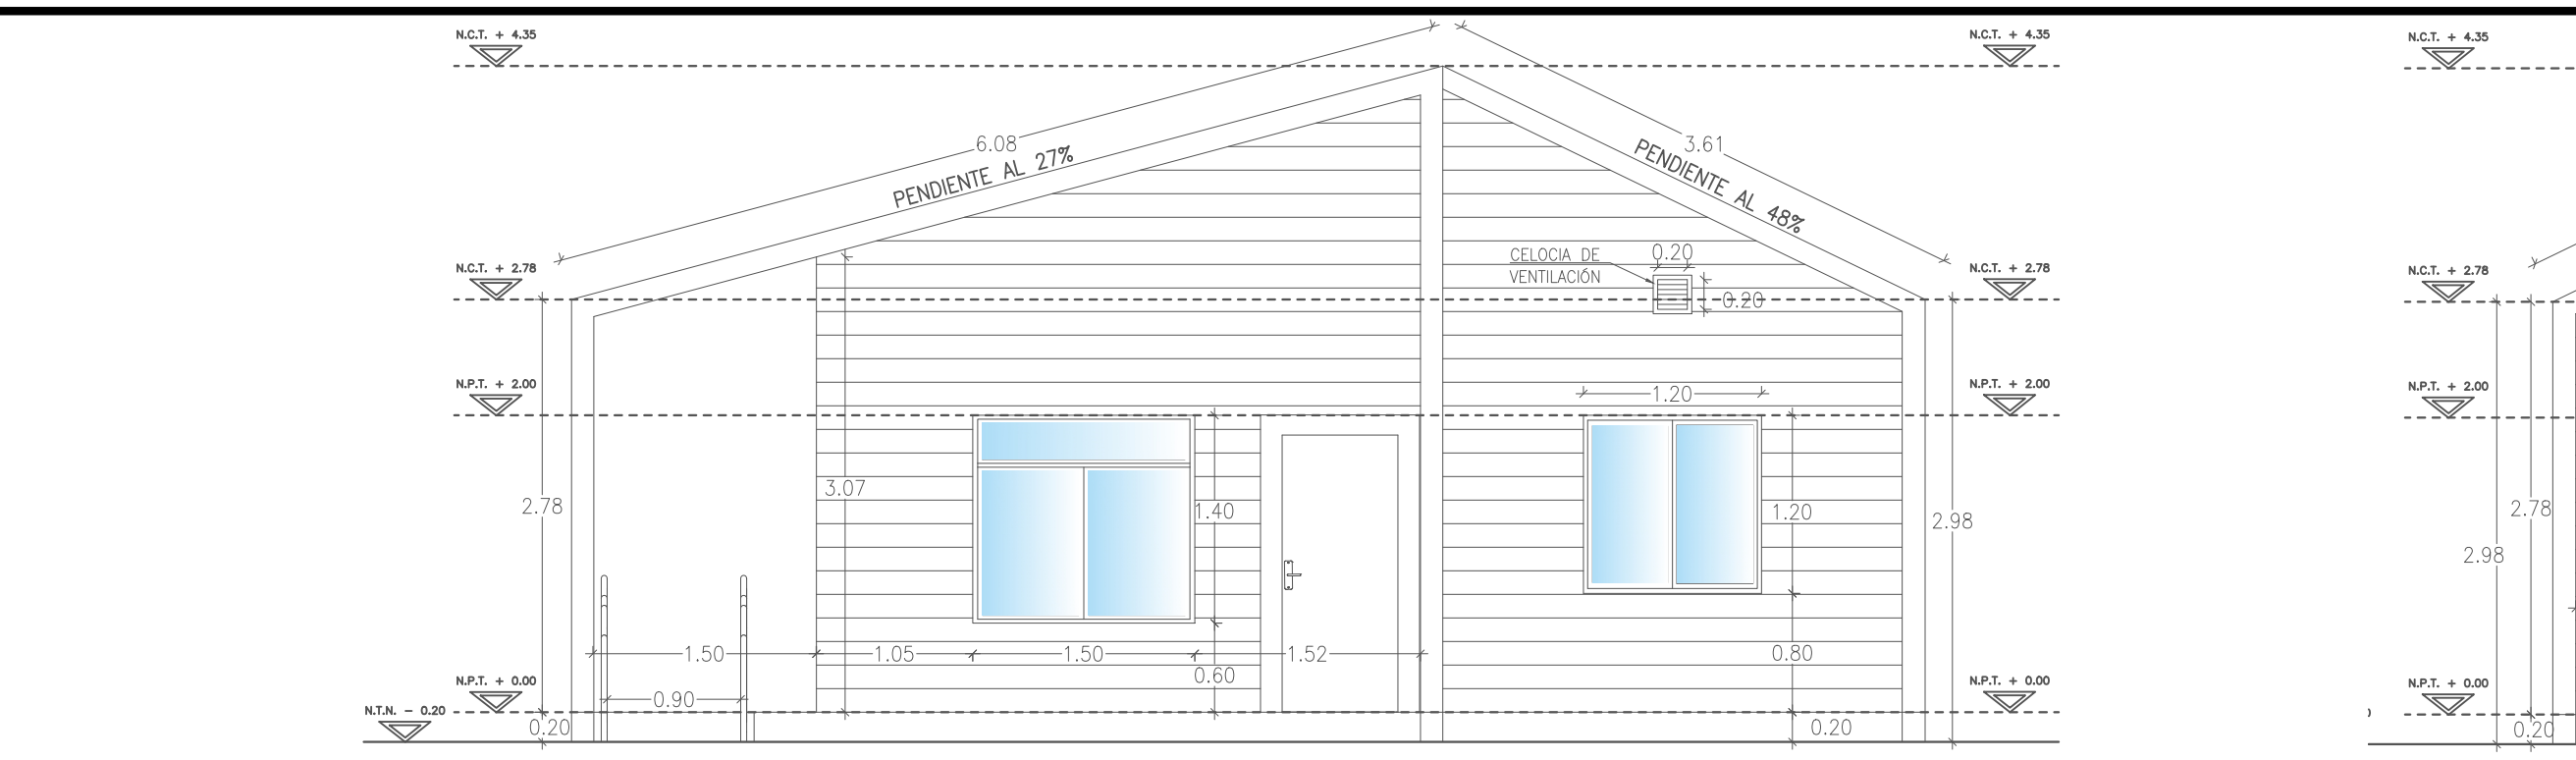 N.C.T. + 4.35
N.C.T. + 4.35
N.C.T. + 4.35
6.08
PENDIENTE AL 27%
3.61
PENDIENTE AL 48%
CELOCIA DE
VENTILACIÓN
0.20
0.20
N.C.T. + 2.78
N.C.T. + 2.78
N.C.T. + 2.78
N.P.T. + 2.00
N.P.T. + 2.00
N.P.T. + 2.00
1.20
2.78
3.07
1.40
1.20
2.98
2.78
2.98
1.50
1.05
1.50
1.52
0.80
0.60
0.90
N.P.T. + 0.00
N.P.T. + 0.00
N.P.T. + 0.00
N.T.N. - 0.20
0.20
0.20
0.20